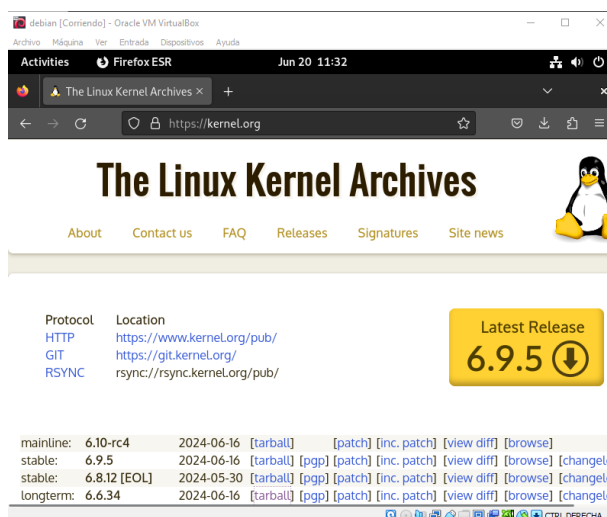 debian [Corriendo] - Oracle VM VirtualBox
Archivo Máquina Ver Entrada Dispositivos Ayuda
Activities Firefox ESR Jun 20 11:32
The Linux Kernel Archives
https://kernel.org
The Linux Kernel Archives
About Contact us FAQ Releases Signatures Site news
Protocol Location
HTTP https://www.kernel.org/pub/
GIT https://git.kernel.org/
RSYNC rsync://rsync.kernel.org/pub/
Latest Release
6.9.5
mainline: 6.10-rc4 2024-06-16 [tarball] [patch] [inc. patch] [view diff] [browse]
stable: 6.9.5 2024-06-16 [tarball] [pgp] [patch] [inc. patch] [view diff] [browse] [changel
stable: 6.8.12 [EOL] 2024-05-30 [tarball] [pgp] [patch] [inc. patch] [view diff] [browse] [changel
longterm: 6.6.34 2024-06-16 [tarball] [pgp] [patch] [inc. patch] [view diff] [browse] [changel
CTRL DERECHA